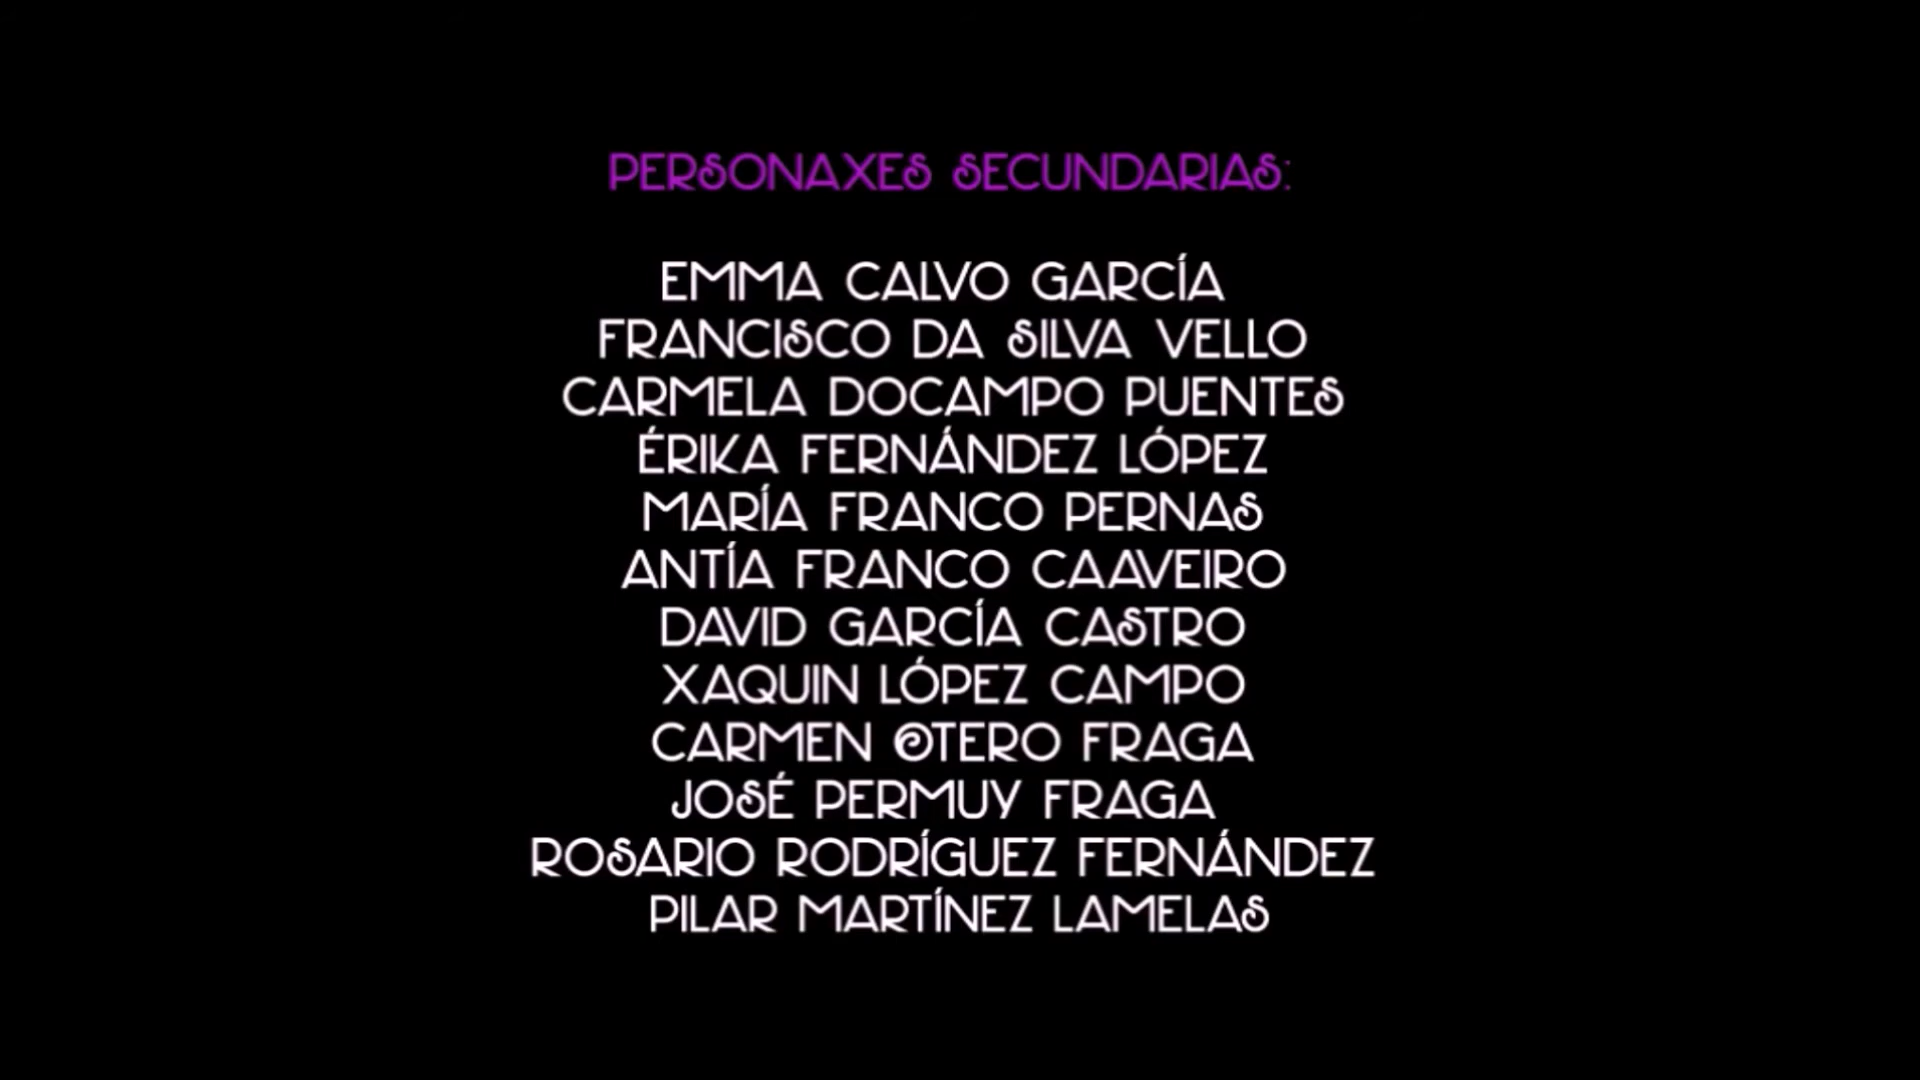 PERSONAXES SECUNDARIAS:
EMMA CALVO GARCÍA
FRANCISCO DA SILVA VELLO
CARMELA DOCAMPO PUENTES
ÉRIKA FERNÁNDEZ LÓPEZ
MARÍA FRANCO PERNAS
ANTÍA FRANCO CAAVEIRO
DAVID GARCÍA CASTRO
XAQUIN LÓPEZ CAMPO
CARMEN OTERO FRAGA
JOSÉ PERMUY FRAGA
ROSARIO RODRÍGUEZ FERNÁNDEZ
PILAR MARTÍNEZ LAMELAS